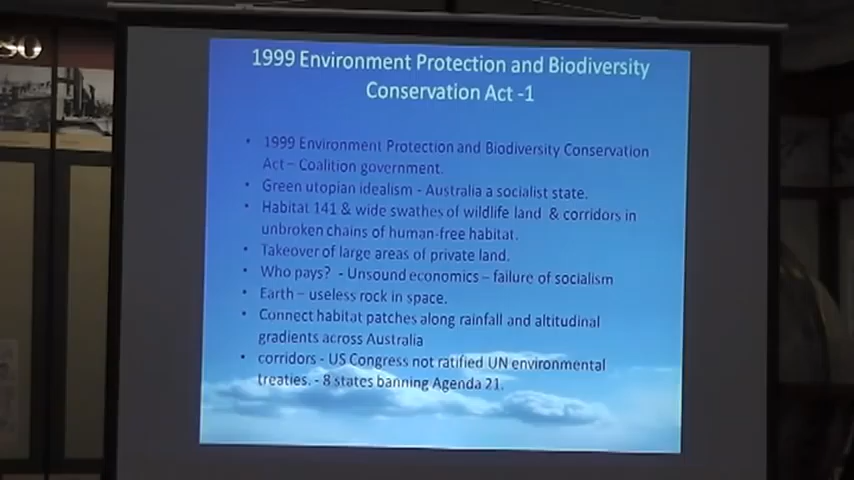 1999 Environment Protection and Biodiversity
Conservation Act -1
• 1999 Environment Protection and Biodiversity Conservation
Act – Coalition government.
• Green utopian idealism - Australia a socialist state.
• Habitat 141 & wide swathes of wildlife land & corridors in
unbroken chains of human-free habitat.
• Takeover of large areas of private land.
• Who pays? - Unsound economics – failure of socialism
• Earth – useless rock in space.
• Connect habitat patches along rainfall and altitudinal
gradients across Australia
• corridors - US Congress not ratified UN environmental
treaties. - 8 states banning Agenda 21.